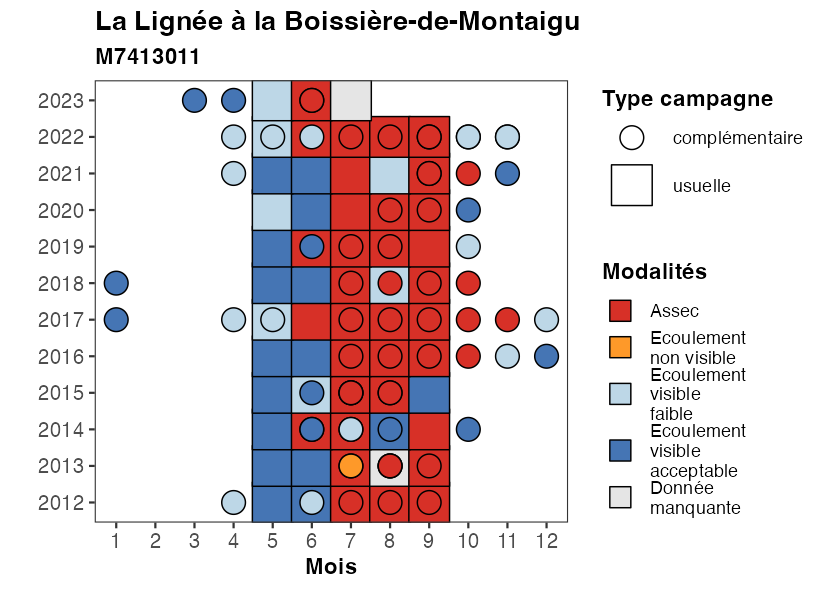 La Lignée à la Boissière-de-Montaigu
M7413011
2023
2022
2021
2020
2019
2018
2017
2016
2015
2014
2013
2012
1 2 3 4 5 6 7 8 9 10 11 12
Mois
Type campagne
complémentaire
usuelle
Modalités
Assec
Ecoulement
non visible
Ecoulement
visible
faible
Ecoulement
visible
acceptable
Donnée
manquante